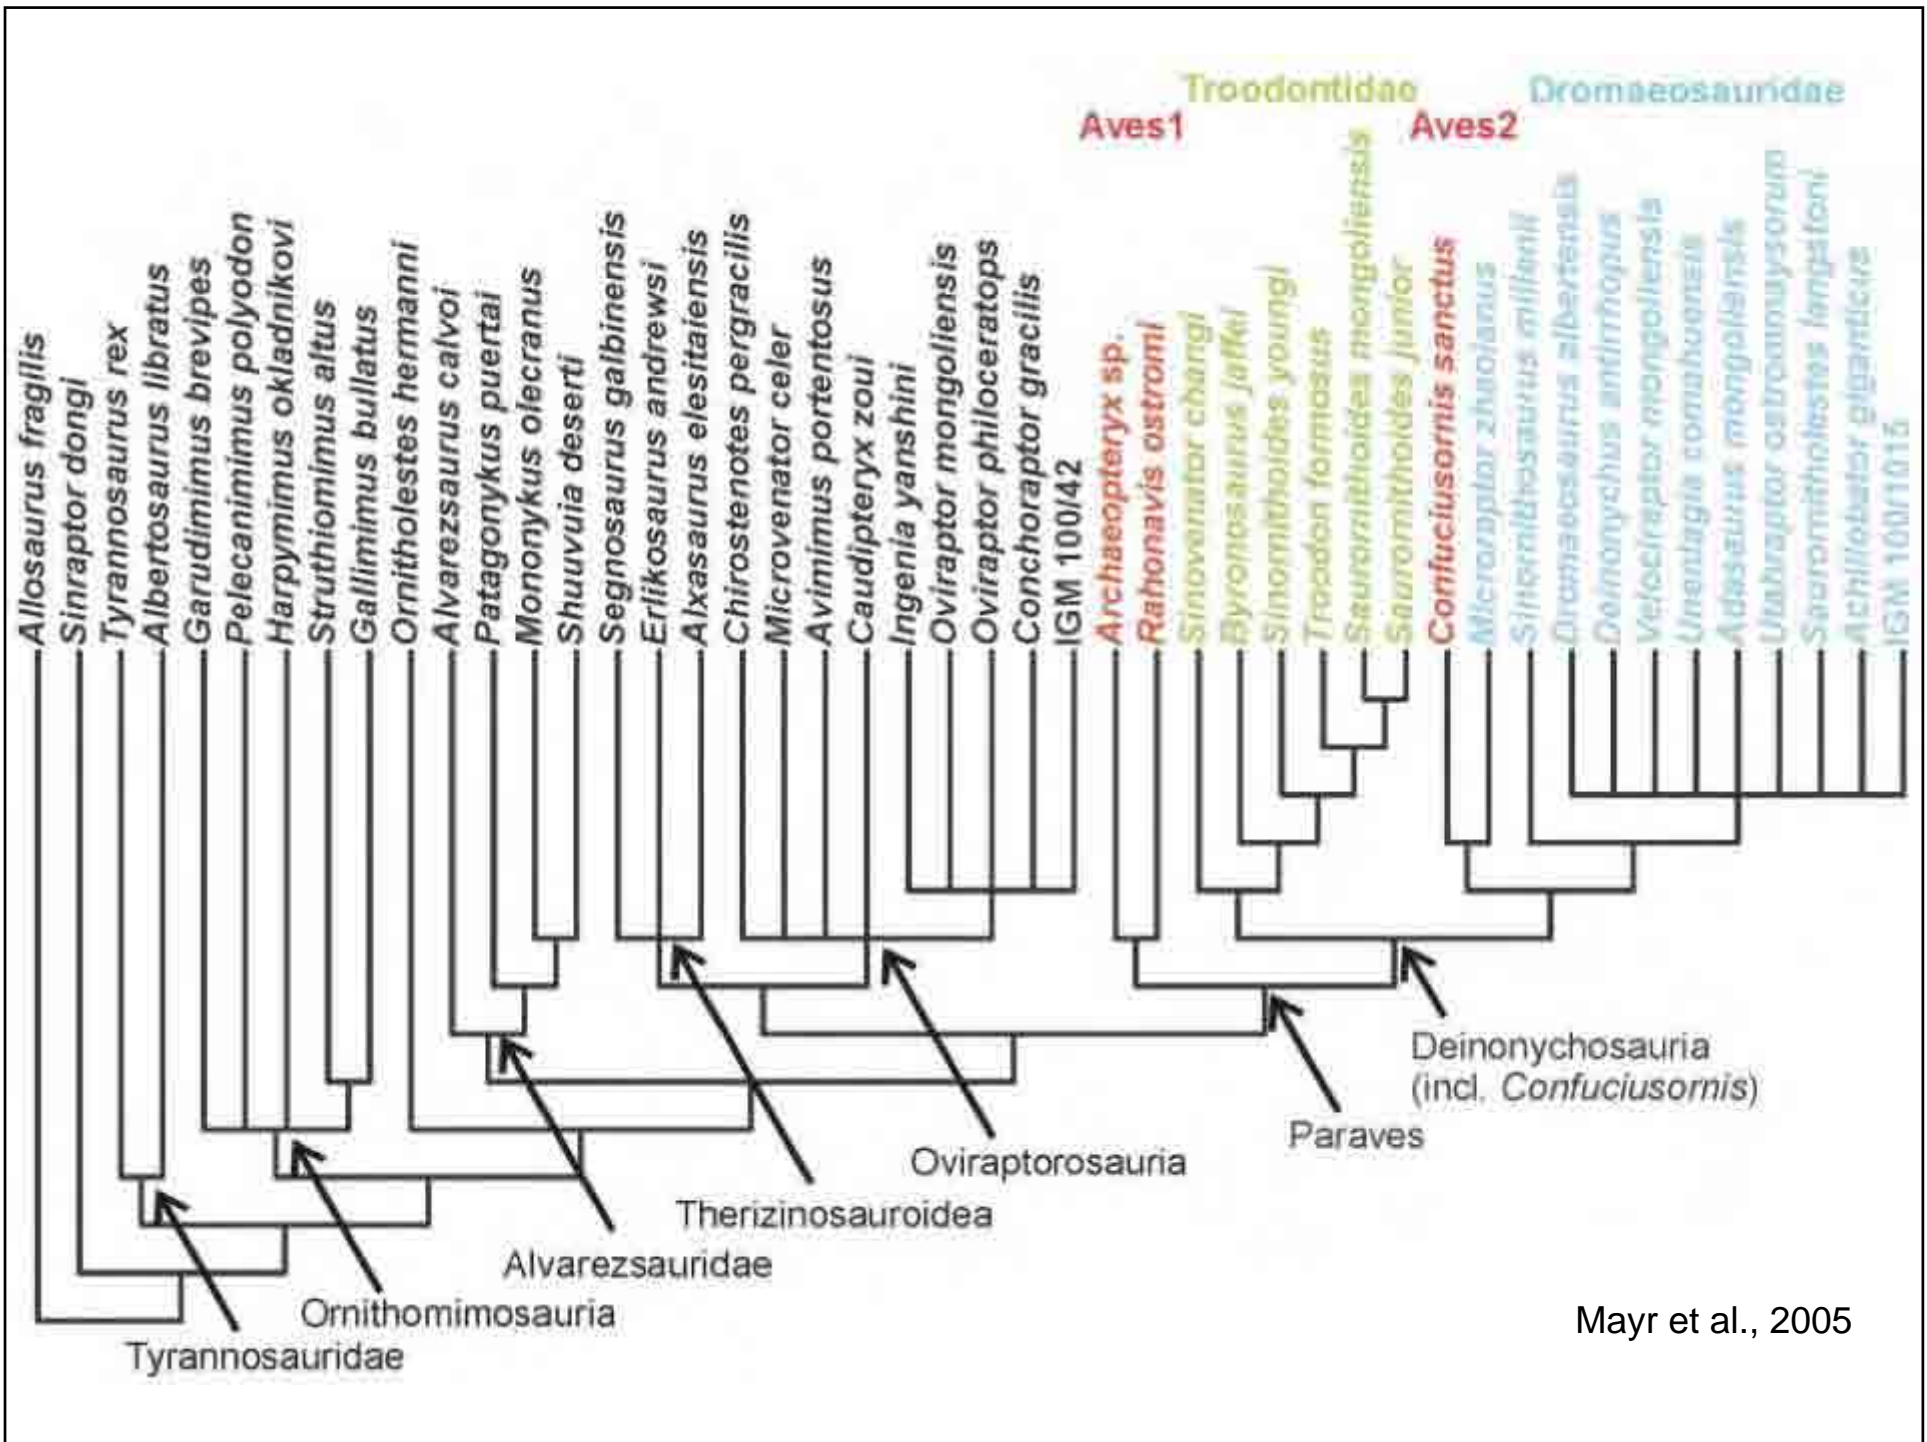 Troodontidae
Dromaeosauridae
Aves1
Aves2
Allosaurus fragilis
Sinraptor dongi
Tyrannosaurus rex
Albertosaurus libratus
Garudimimus brevipes
Pelecanimimus polyodon
Harpymimus okladnikovi
Struthiomimus altus
Gallimimus bullatus
Ornitholestes hermanni
Alvarezsaurus calvoi
Patagonykus puertai
Mononykus olecranus
Shuuvuia deserti
Segnosaurus galbinensis
Erlikosaurus andrewsi
Alxasaurus elesitaiensis
Chirostenotes pergracilis
Microvenator celer
Avimimus portentosus
Caudipteryx zoui
Ingenia yanshini
Oviraptor mongoliensis
Oviraptor philoceratops
Conchoraptor gracilis
IGM 100/42
Archaeopteryx sp.
Rahonavis ostromi
Sinovenator changi
Byronosaurus jaffei
Sinornithoides youngi
Troodon formosus
Saurornithoides mongoliensis
Saurornithoides junior
Confuciusornis sanctus
Microraptor zhaoianus
Sinornithosaurus millenii
Dromaeosaurus albertensis
Deinonychus antirrhopus
Velociraptor mongoliensis
Unenlagia comahuensis
Adasaurus mongoliensis
Utahraptor ostrommaysorum
Saurornitholestes langstoni
Achillobator giganticus
IGM 100/1015
Deinonychosauria
(incl. Confuciusornis)
Paraves
Oviraptorosauria
Therizinosauroidea
Alvarezsauridae
Ornithomimosauria
Tyrannosauridae
Mayr et al., 2005